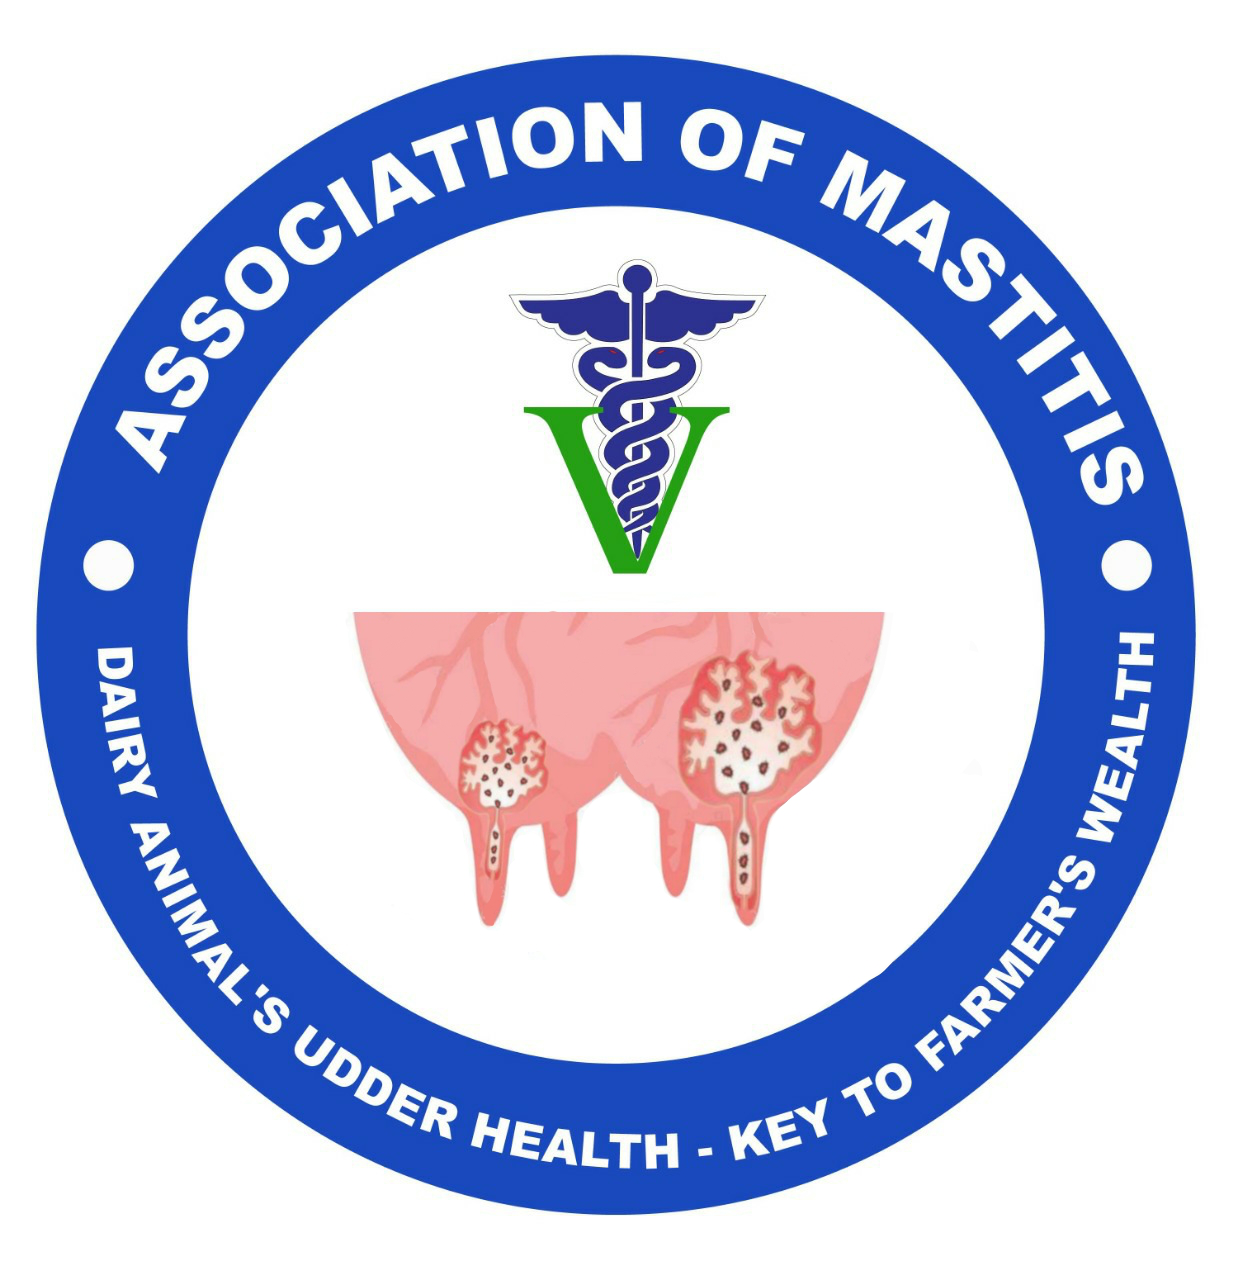 ASSOCIATION OF MASTITIS
V
DAIRY ANIMAL'S UDDER HEALTH - KEY TO FARMER'S WEALTH